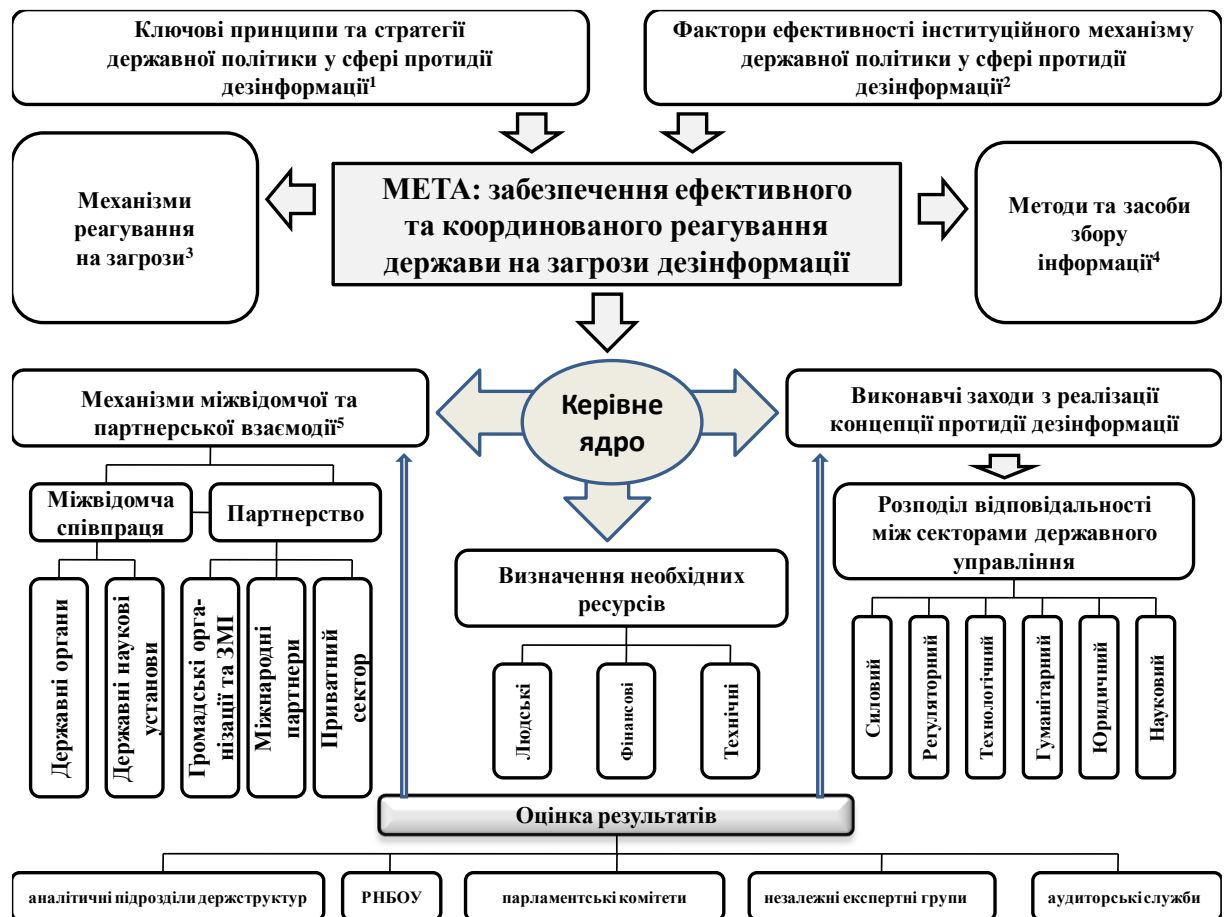 Ключові принципи та стратегії
державної політики у сфері протидії
дезінформації¹
Фактори ефективності інституційного механізму
державної політики у сфері протидії
дезінформації²
Механізми
реагування
на загрози³
МЕТА: забезпечення ефективного
та координованого реагування
держави на загрози дезінформації
Методи та засоби
збору
інформації⁴
Механізми міжвідомчої та
партнерської взаємодії⁵
Керівне
ядро
Виконавчі заходи з реалізації
концепції протидії дезінформації
Міжвідомча
співпраця
Партнерство
Державні органи
Державні наукові
установи
Громадські орга-
нізації та ЗМІ
Міжнародні
партнери
Приватний
сектор
Визначення необхідних
ресурсів
Людські
Фінансові
Технічні
Розподіл відповідальності
між секторами державного
управління
Силовий
Регуляторний
Технологічний
Гуманітарний
Юридичний
Науковий
Оцінка результатів
аналітичні підрозділи держструктур
РНБОУ
парламентські комітети
незалежні експертні групи
аудиторські служби